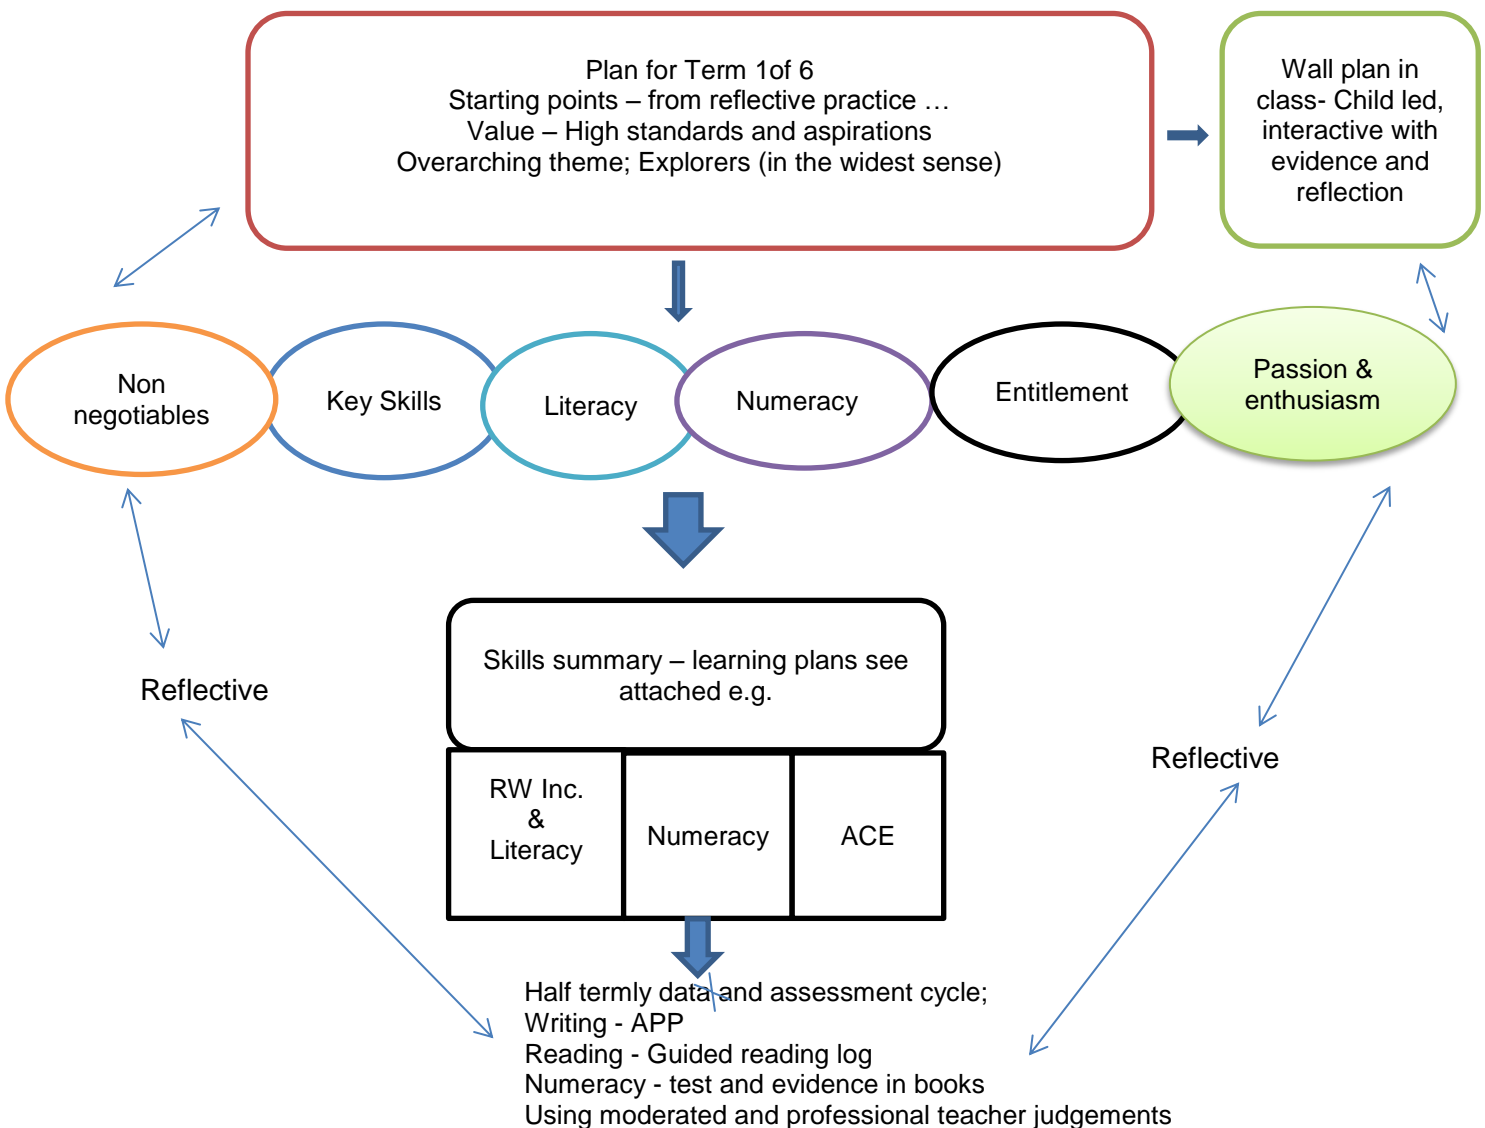 Plan for Term 1of 6
Starting points – from reflective practice …
Value – High standards and aspirations
Overarching theme; Explorers (in the widest sense)
Wall plan in
class- Child led,
interactive with
evidence and
reflection
Non
negotiables
Key Skills
Literacy
Numeracy
Entitlement
Passion &
enthusiasm
Skills summary – learning plans see
attached e.g.
Reflective
Reflective
RW Inc.
&
Literacy
Numeracy
ACE
Half termly data and assessment cycle;
Writing - APP
Reading - Guided reading log
Numeracy - test and evidence in books
Using moderated and professional teacher judgements